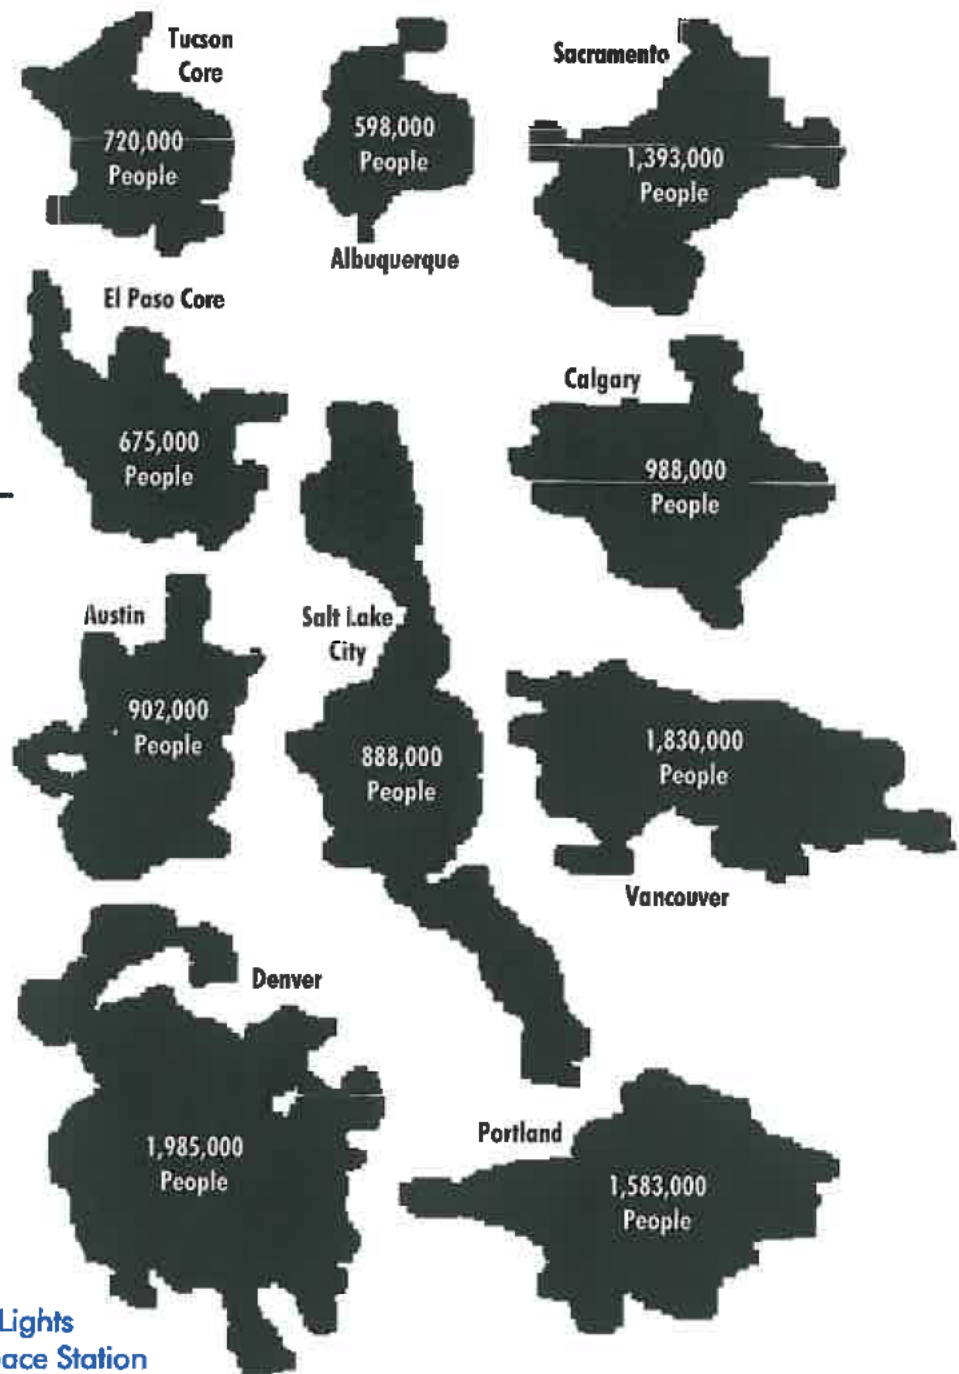 Tucson
Core
720,000
People
598,000
People
Albuquerque
Sacramento
1,393,000
People
El Paso Core
675,000
People
Calgary
988,000
People
Austin
902,000
People
Salt Lake
City
888,000
People
1,830,000
People
Vancouver
Denver
1,985,000
People
Portland
1,583,000
People
Lights
ace Station